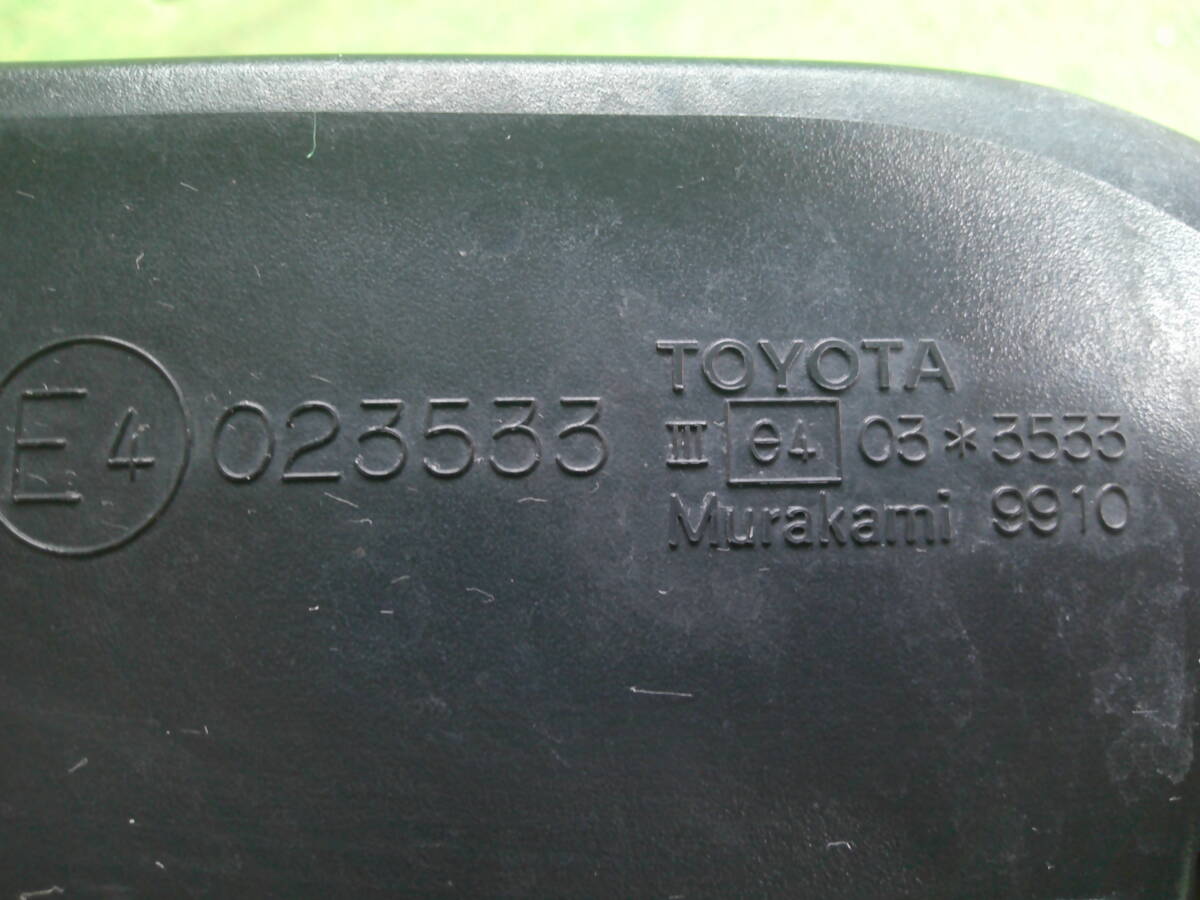 E4 023533
TOYOTA
III e4 03*3533
Murakami 9910